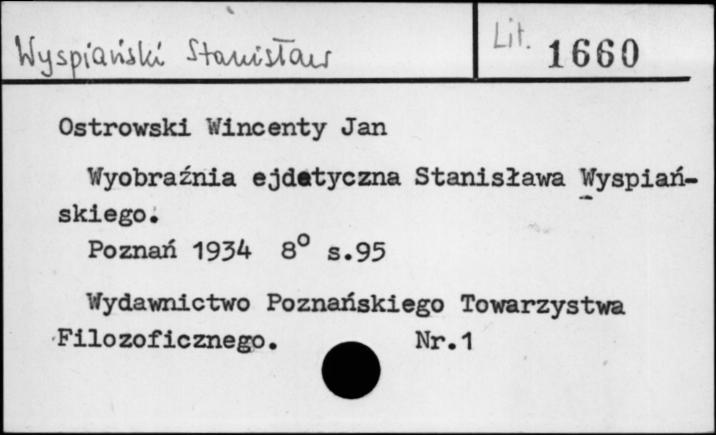 Wyspiański Stanisław
Lit. 1660
Ostrowski Wincenty Jan
Wyobraźnia ejdetyczna Stanisława Wyspiań-
skiego.
Poznań 1934 8° s.95
Wydawnictwo Poznańskiego Towarzystwa
Filozoficznego. Nr.1